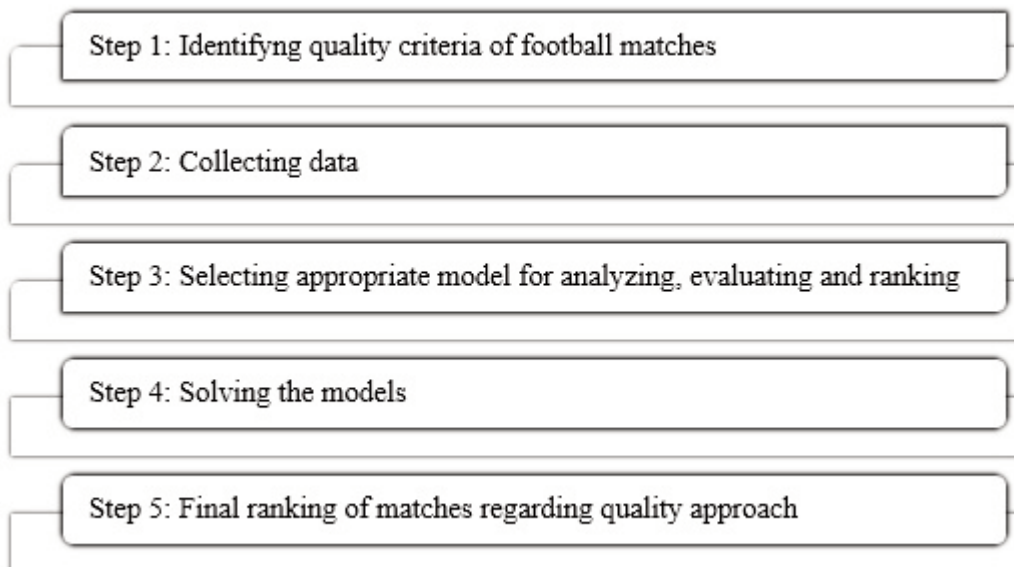 Step 1: Identifyng quality criteria of football matches
Step 2: Collecting data
Step 3: Selecting appropriate model for analyzing, evaluating and ranking
Step 4: Solving the models
Step 5: Final ranking of matches regarding quality approach